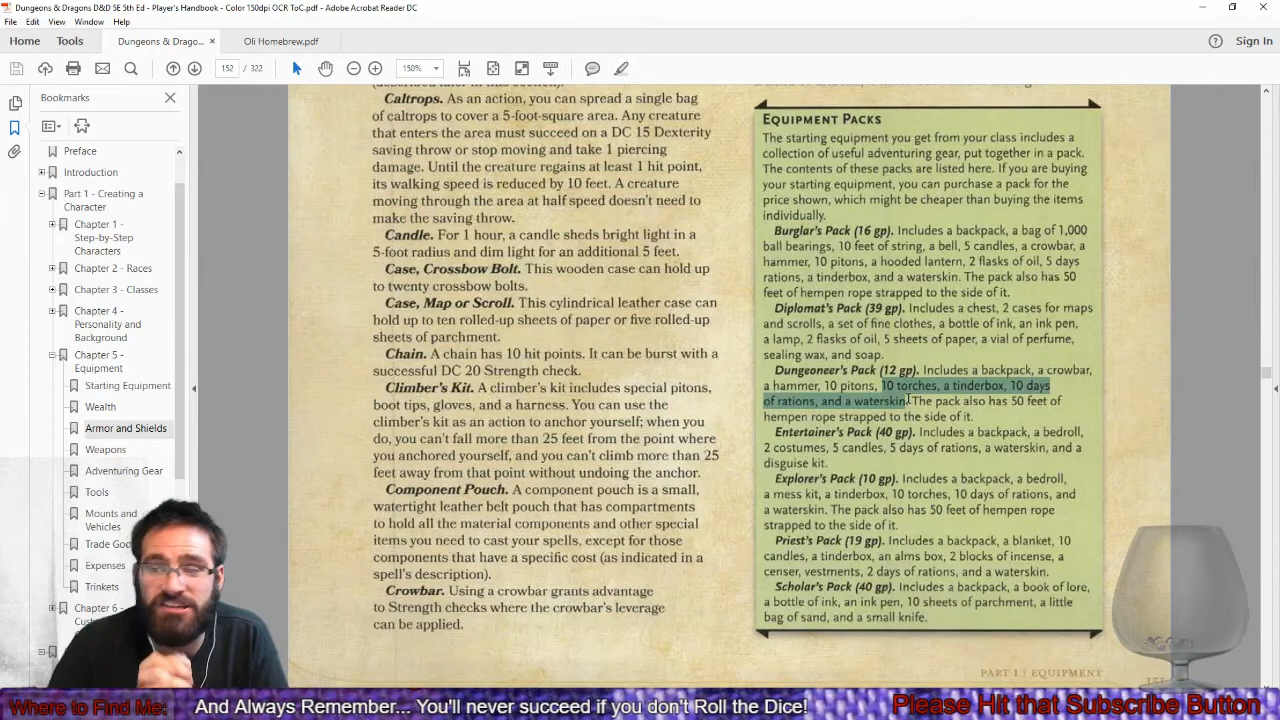 Dungeons & Dragons D&D 5E 5th Ed - Player's Handbook - Color 150dpi OCR ToC.pdf - Adobe Acrobat Reader DC
File Edit View Window Help
Home Tools Dungeons & Drago... × Oli Homebrew.pdf Sign In
152 / 322 150%
Bookmarks
Preface
Introduction
Part 1 - Creating a
Character
Chapter 1 -
Step-by-Step
Characters
Chapter 2 - Races
Chapter 3 - Classes
Chapter 4 -
Personality and
Background
Chapter 5 -
Equipment
Starting Equipment
Wealth
Armor and Shields
Weapons
Adventuring Gear
Tools
Mounts and
Vehicles
Trade Goo
Expenses
Trinkets
Chapter 6 -
Caltrops. As an action, you can spread a single bag
of caltrops to cover a 5-foot-square area. Any creature
that enters the area must succeed on a DC 15 Dexterity
saving throw or stop moving and take 1 piercing
damage. Until the creature regains at least 1 hit point,
its walking speed is reduced by 10 feet. A creature
moving through the area at half speed doesn't need to
make the saving throw.
Candle. For 1 hour, a candle sheds bright light in a
5-foot radius and dim light for an additional 5 feet.
Case, Crossbow Bolt. This wooden case can hold up
to twenty crossbow bolts.
Case, Map or Scroll. This cylindrical leather case can
hold up to ten rolled-up sheets of paper or five rolled-up
sheets of parchment.
Chain. A chain has 10 hit points. It can be burst with a
successful DC 20 Strength check.
Climber's Kit. A climber's kit includes special pitons,
boot tips, gloves, and a harness. You can use the
climber's kit as an action to anchor yourself; when you
do, you can't fall more than 25 feet from the point where
you anchored yourself, and you can't climb more than 25
feet away from that point without undoing the anchor.
Component Pouch. A component pouch is a small,
watertight leather belt pouch that has compartments
to hold all the material components and other special
items you need to cast your spells, except for those
components that have a specific cost (as indicated in a
spell's description).
Crowbar. Using a crowbar grants advantage
to Strength checks where the crowbar's leverage
can be applied.
EQUIPMENT PACKS
The starting equipment you get from your class includes a
collection of useful adventuring gear, put together in a pack.
The contents of these packs are listed here. If you are buying
your starting equipment, you can purchase a pack for the
price shown, which might be cheaper than buying the items
individually.
Burglar's Pack (16 gp). Includes a backpack, a bag of 1,000
ball bearings, 10 feet of string, a bell, 5 candles, a crowbar, a
hammer, 10 pitons, a hooded lantern, 2 flasks of oil, 5 days
rations, a tinderbox, and a waterskin. The pack also has 50
feet of hempen rope strapped to the side of it.
Diplomat's Pack (39 gp). Includes a chest, 2 cases for maps
and scrolls, a set of fine clothes, a bottle of ink, an ink pen,
a lamp, 2 flasks of oil, 5 sheets of paper, a vial of perfume,
sealing wax, and soap.
Dungeoneer's Pack (12 gp). Includes a backpack, a crowbar,
a hammer, 10 pitons, 10 torches, a tinderbox, 10 days
of rations, and a waterskin. The pack also has 50 feet of
hempen rope strapped to the side of it.
Entertainer's Pack (40 gp). Includes a backpack, a bedroll,
2 costumes, 5 candles, 5 days of rations, a waterskin, and a
disguise kit.
Explorer's Pack (10 gp). Includes a backpack, a bedroll,
a mess kit, a tinderbox, 10 torches, 10 days of rations, and
a waterskin. The pack also has 50 feet of hempen rope
strapped to the side of it.
Priest's Pack (19 gp). Includes a backpack, a blanket, 10
candles, a tinderbox, an alms box, 2 blocks of incense, a
censer, vestments, 2 days of rations, and a waterskin.
Scholar's Pack (40 gp). Includes a backpack, a book of lore,
a bottle of ink, an ink pen, 10 sheets of parchment, a little
bag of sand, and a small knife.
PART 1 | EQUIPMENT
Where to Find Me: And Always Remember... You'll never succeed if you don't Roll the Dice! Please Hit that Subscribe Button